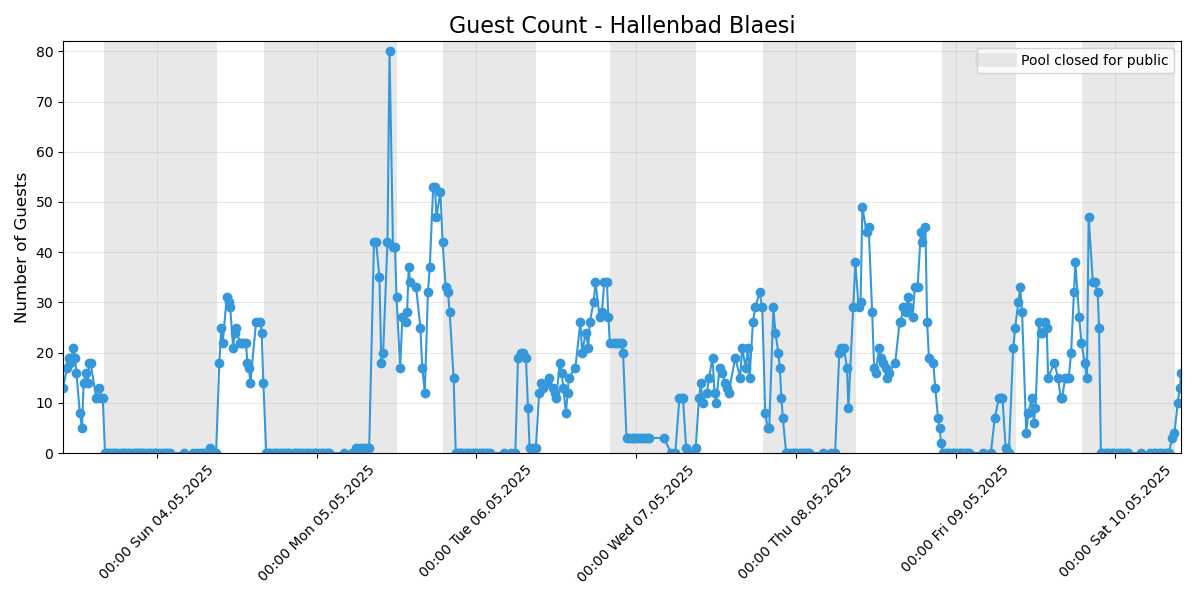 Guest Count - Hallenbad Blaesi
Pool closed for public
Number of Guests
80
70
60
50
40
30
20
10
0
00:00 Sun 04.05.2025
00:00 Mon 05.05.2025
00:00 Tue 06.05.2025
00:00 Wed 07.05.2025
00:00 Thu 08.05.2025
00:00 Fri 09.05.2025
00:00 Sat 10.05.2025